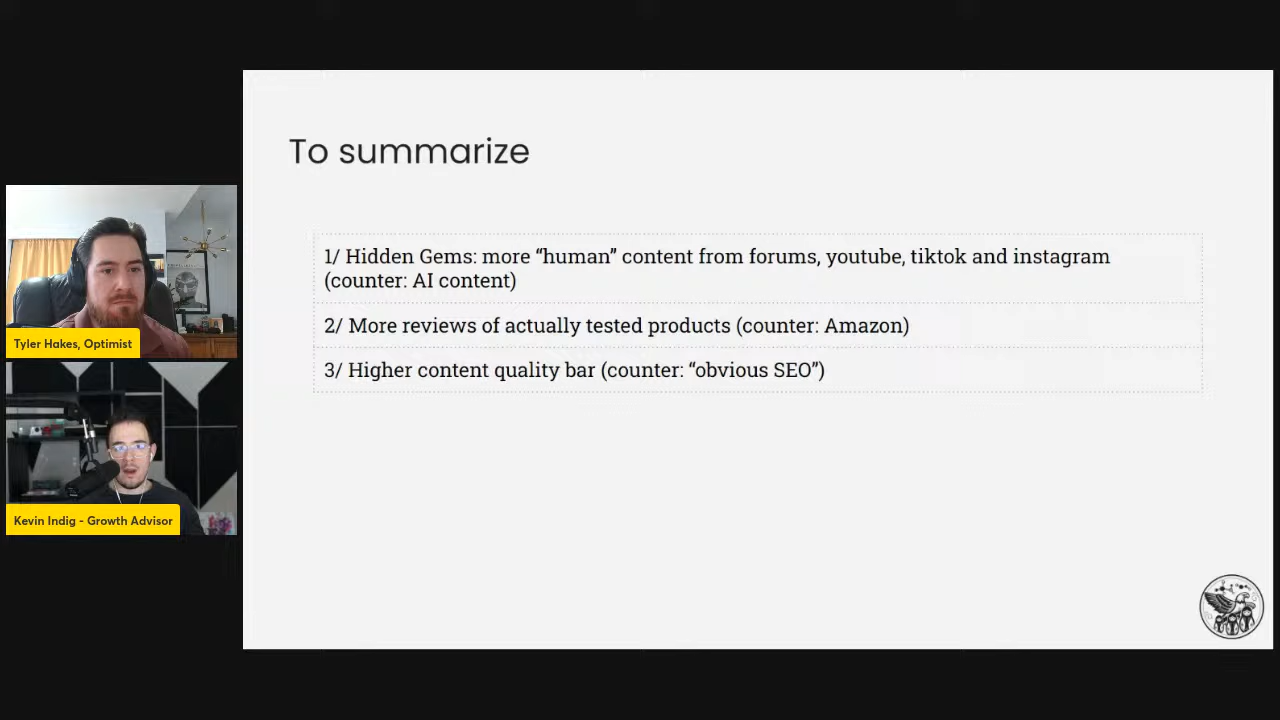 To summarize
1/ Hidden Gems: more “human” content from forums, youtube, tiktok and instagram
(counter: AI content)
2/ More reviews of actually tested products (counter: Amazon)
3/ Higher content quality bar (counter: “obvious SEO”)
Tyler Hakes, Optimist
Kevin Indig - Growth Advisor